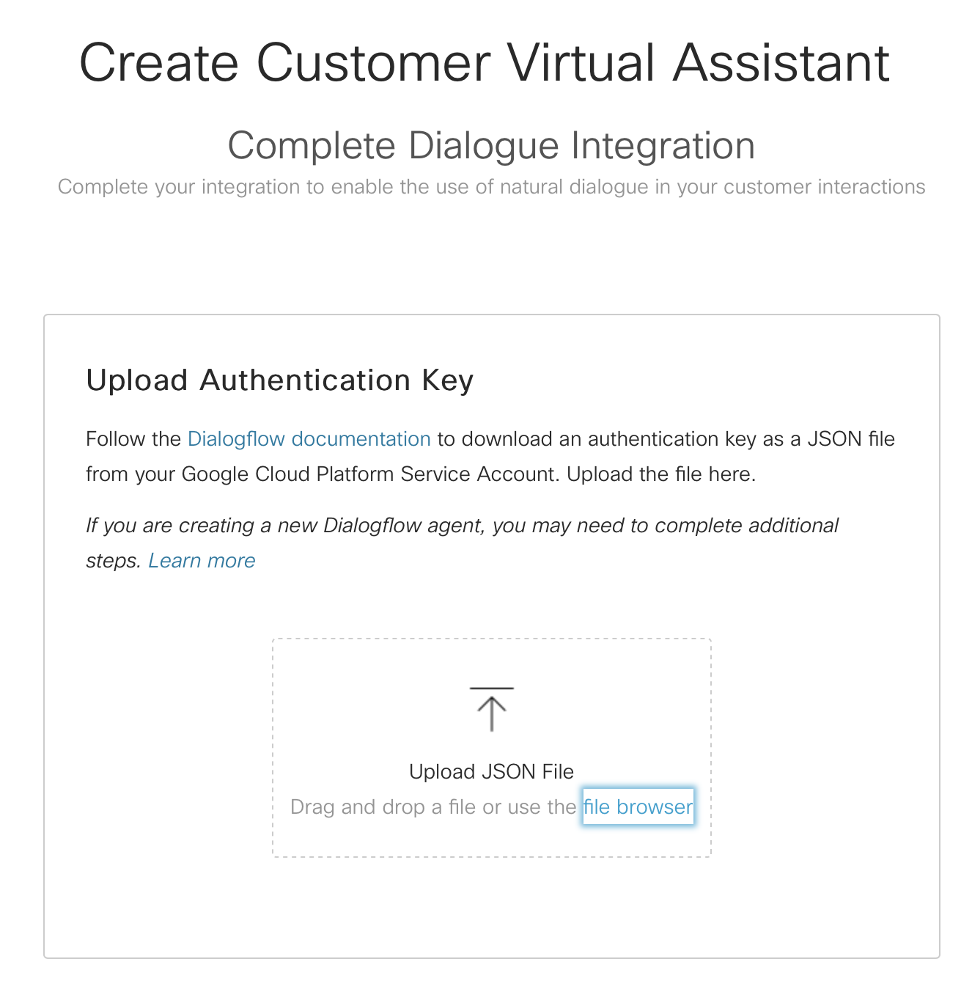 Create Customer Virtual Assistant
Complete Dialogue Integration
Complete your integration to enable the use of natural dialogue in your customer interactions
Upload Authentication Key
Follow the Dialogflow documentation to download an authentication key as a JSON file
from your Google Cloud Platform Service Account. Upload the file here.
If you are creating a new Dialogflow agent, you may need to complete additional
steps. Learn more
Upload JSON File
Drag and drop a file or use the file browser